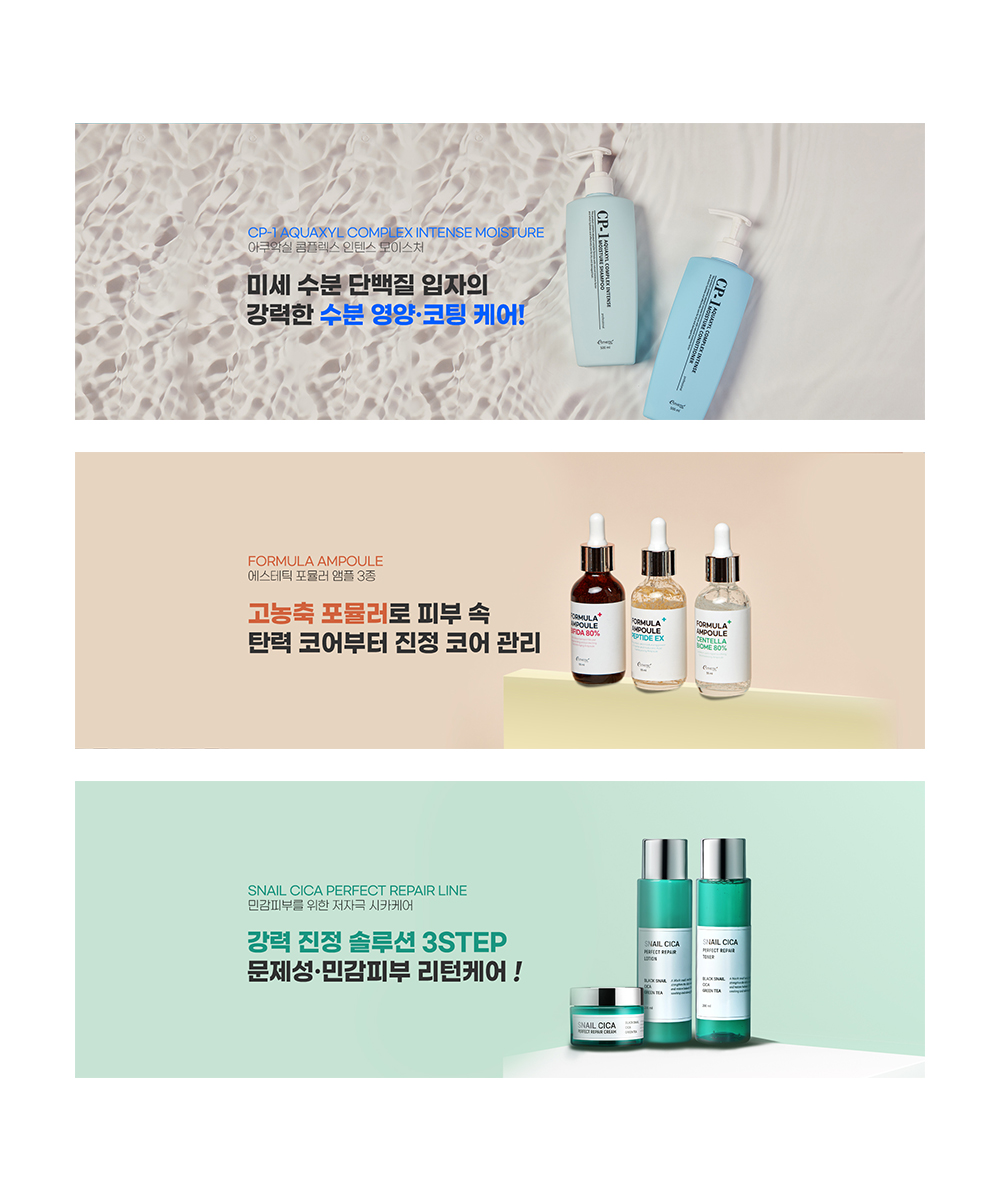 CP-1 AQUAXYL COMPLEX INTENSE MOISTURE
아쿠악실 콤플렉스 인텐스 모이스처
미세 수분 단백질 입자의
강력한 수분 영양·코팅 케어!
CP-1
AQUAXYL COMPLEX INTENSE
MOISTURE SHAMPOO
CP-1
AQUAXYL COMPLEX INTENSE
MOISTURE CONDITIONER
FORMULA AMPOULE
에스테틱 포뮬러 앰플 3종
고농축 포뮬러로 피부 속
탄력 코어부터 진정 코어 관리
FORMULA
AMPOULE
BIFIDA 80%
FORMULA
AMPOULE
PEPTIDE EX
FORMULA
AMPOULE
CENTELLA
BIOME 80%
SNAIL CICA PERFECT REPAIR LINE
민감피부를 위한 저자극 시카케어
강력 진정 솔루션 3STEP
문제성·민감피부 리턴케어 !
SNAIL CICA
PERFECT REPAIR
LOTION
BLACK SNAIL
CICA
GREEN TEA
SNAIL CICA
PERFECT REPAIR
TONER
BLACK SNAIL
CICA
GREEN TEA
SNAIL CICA
PERFECT REPAIR CREAM